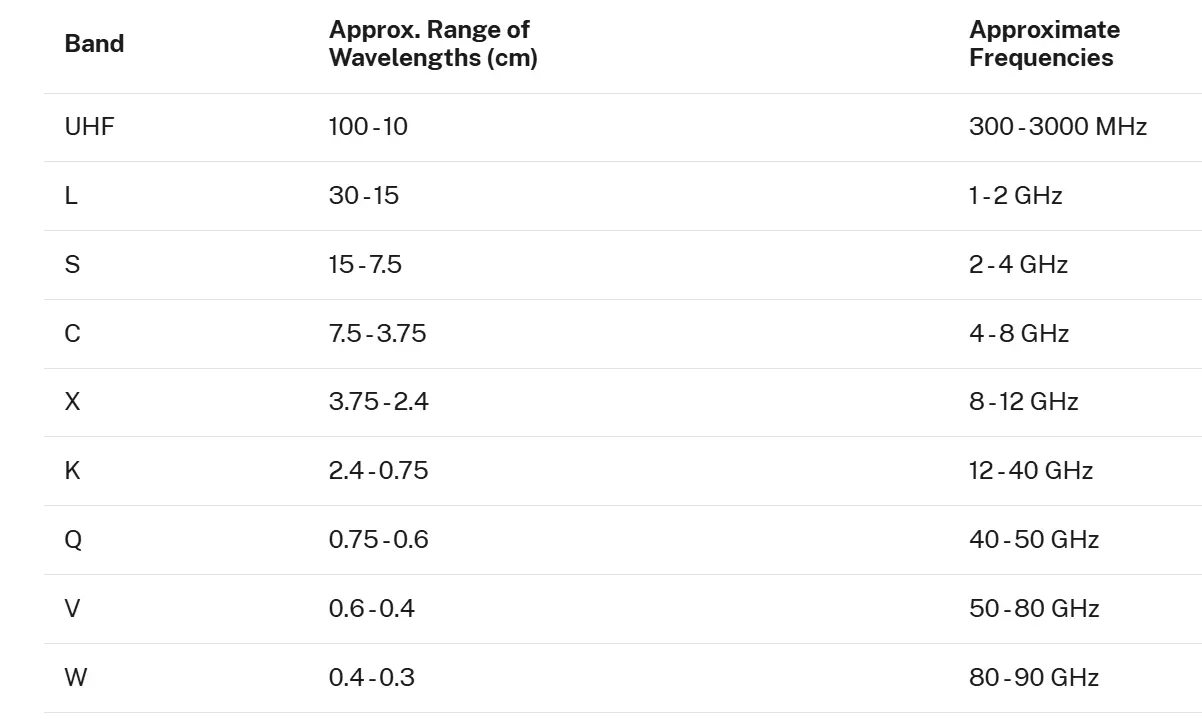 Band
Approx. Range of
Wavelengths (cm)
Approximate
Frequencies
UHF 100-10 300-3000 MHz
L 30-15 1-2 GHz
S 15-7.5 2-4 GHz
C 7.5-3.75 4-8 GHz
X 3.75-2.4 8-12 GHz
K 2.4-0.75 12-40 GHz
Q 0.75-0.6 40-50 GHz
V 0.6-0.4 50-80 GHz
W 0.4-0.3 80-90 GHz